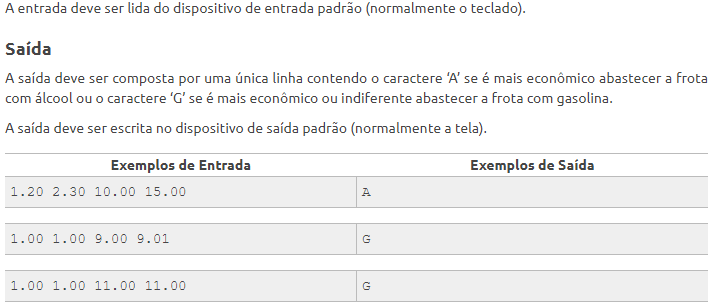 A entrada deve ser lida do dispositivo de entrada padrão (normalmente o teclado).
Saída
A saída deve ser composta por uma única linha contendo o caractere ‘A’ se é mais econômico abastecer a frota
com álcool ou o caractere ‘G’ se é mais econômico ou indiferente abastecer a frota com gasolina.
A saída deve ser escrita no dispositivo de saída padrão (normalmente a tela).
Exemplos de Entrada Exemplos de Saída
1.20 2.30 10.00 15.00 A
1.00 1.00 9.00 9.01 G
1.00 1.00 11.00 11.00 G